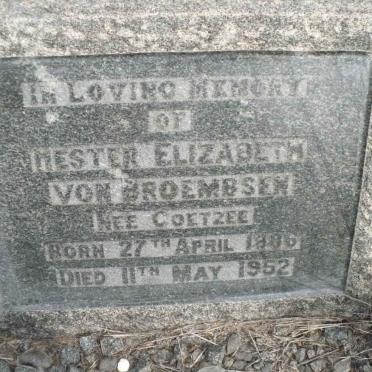 IN LOVING MEMORY
OF
HESTER ELIZABETH
VON BROEMBSEN
NEE COETZEE
BORN 27TH APRIL
DIED 11TH MAY 1952